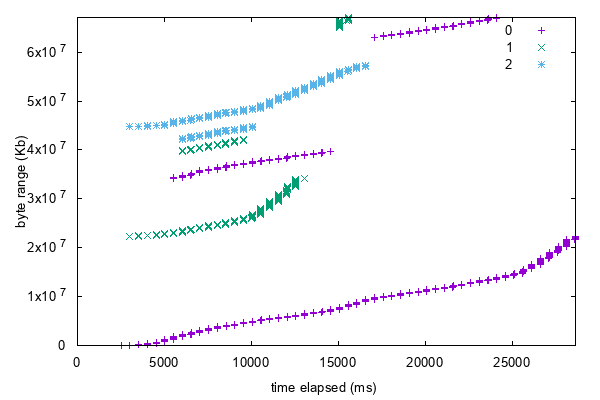 byte range (Kb)
6x10^7
5x10^7
4x10^7
3x10^7
2x10^7
1x10^7
0
0
1
2
0 5000 10000 15000 20000 25000
time elapsed (ms)